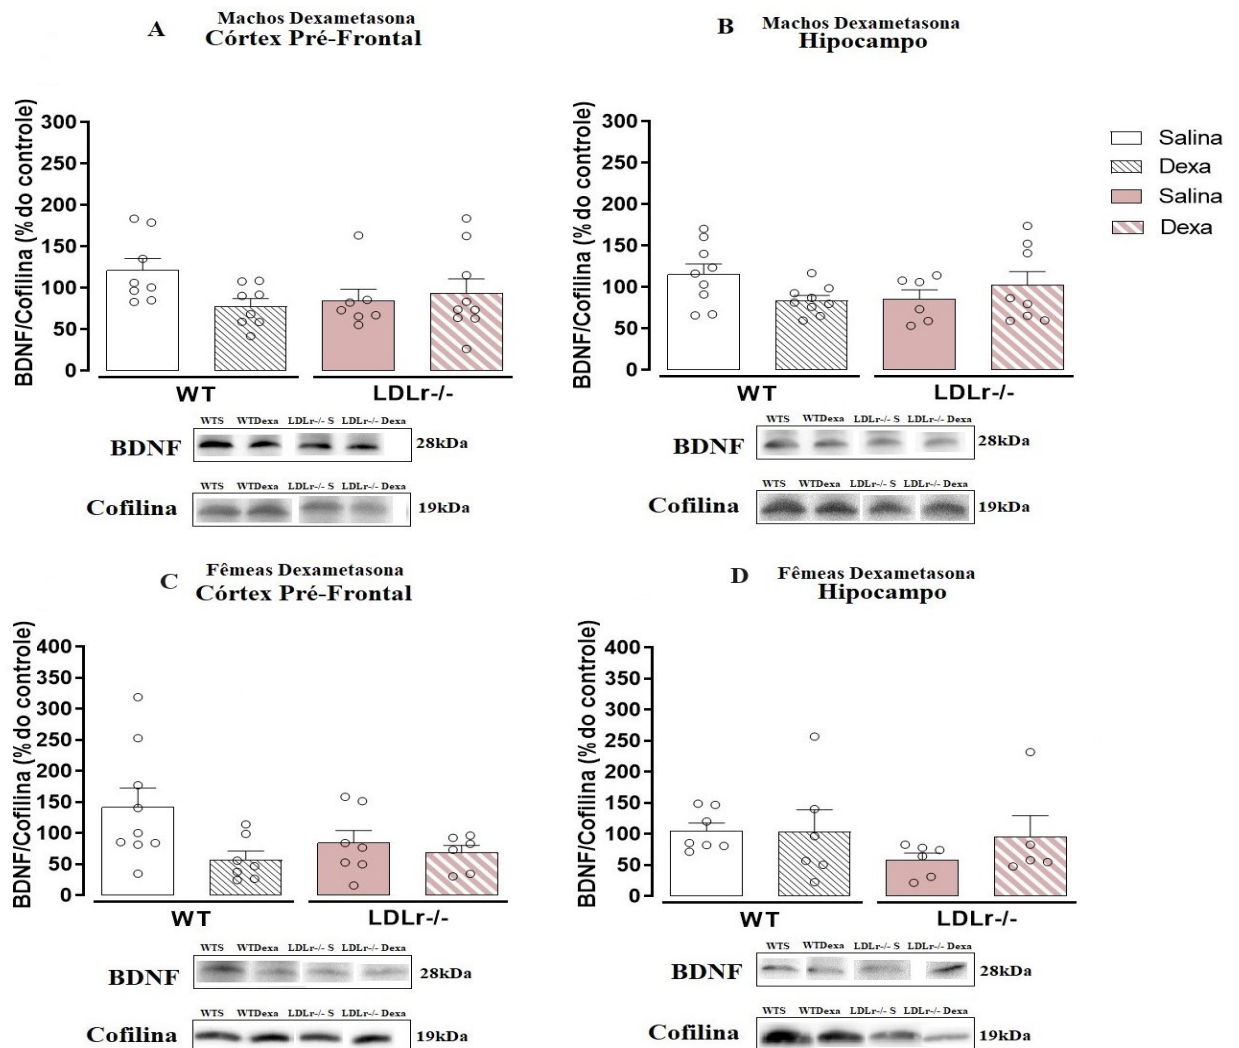 A
Machos Dexametasona
Córtex Pré-Frontal
BDNF/Cofilina (% do controle)
300
250
200
150
100
50
0
WT
LDLr-/-
WTS WTDexa LDLr-/- S LDLr-/- Dexa
BDNF
28kDa
WTS WTDexa LDLr-/- S LDLr-/- Dexa
Cofilina
19kDa
B
Machos Dexametasona
Hipocampo
BDNF/Cofilina (% do controle)
300
250
200
150
100
50
0
WT
LDLr-/-
Salina
Dexa
Salina
Dexa
WTS WTDexa LDLr-/- S LDLr-/- Dexa
BDNF
28kDa
WTS WTDexa LDLr-/- S LDLr-/- Dexa
Cofilina
19kDa
C
Fêmeas Dexametasona
Córtex Pré-Frontal
BDNF/Cofilina (% do controle)
400
350
300
250
200
150
100
50
0
WT
LDLr-/-
WTS WTDexa LDLr-/- S LDLr-/- Dexa
BDNF
28kDa
WTS WTDexa LDLr-/- S LDLr-/- Dexa
Cofilina
19kDa
D
Fêmeas Dexametasona
Hipocampo
BDNF/Cofilina (% do controle)
400
350
300
250
200
150
100
50
0
WT
LDLr-/-
WTS WTDexa LDLr-/- S LDLr-/- Dexa
BDNF
28kDa
WTS WTDexa LDLr-/- S LDLr-/- Dexa
Cofilina
19kDa